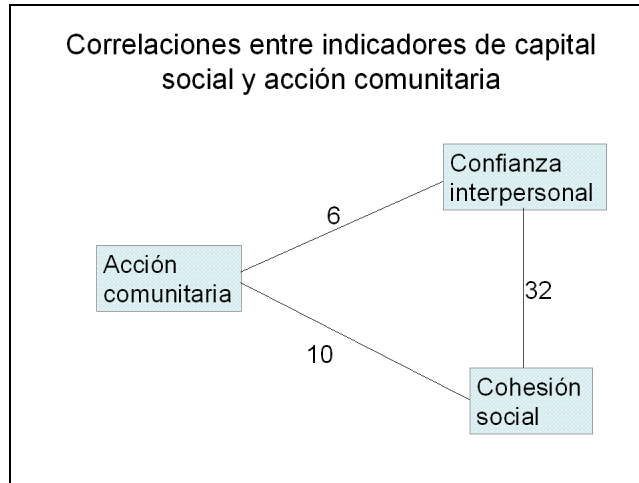 Correlaciones entre indicadores de capital
social y acción comunitaria
Confianza
interpersonal
6
Acción
comunitaria
32
10
Cohesión
social